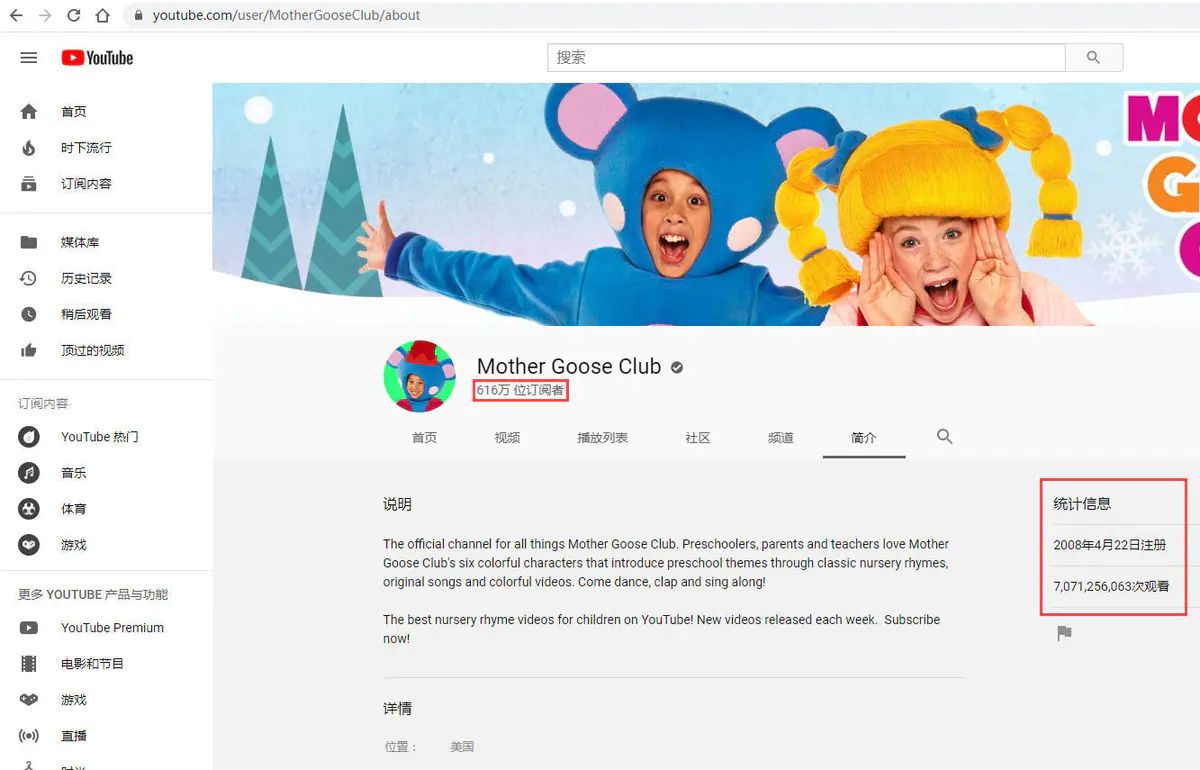 youtube.com/user/MotherGooseClub/about
YouTube
搜索
首页
时下流行
订阅内容
媒体库
历史记录
稍后观看
顶过的视频
订阅内容
YouTube 热门
音乐
体育
游戏
更多 YOUTUBE 产品与功能
YouTube Premium
电影和节目
游戏
直播
Mother Goose Club
616万 位订阅者
首页 视频 播放列表 社区 频道 简介
说明
The official channel for all things Mother Goose Club. Preschoolers, parents and teachers love Mother
Goose Club's six colorful characters that introduce preschool themes through classic nursery rhymes,
original songs and colorful videos. Come dance, clap and sing along!
The best nursery rhyme videos for children on YouTube! New videos released each week. Subscribe
now!
详情
位置： 美国
统计信息
2008年4月22日注册
7,071,256,063次观看